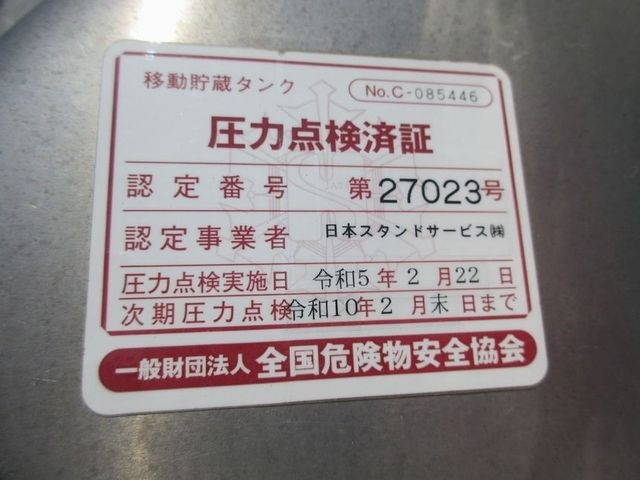 移動貯蔵タンク
No.C-085446
圧力点検済証
認定番号 第27023号
認定事業者 日本スタンドサービス㈱
圧力点検実施日 令和5年2月22日
次期圧力点検 令和10年2月末日まで
一般財団法人 全国危険物安全協会